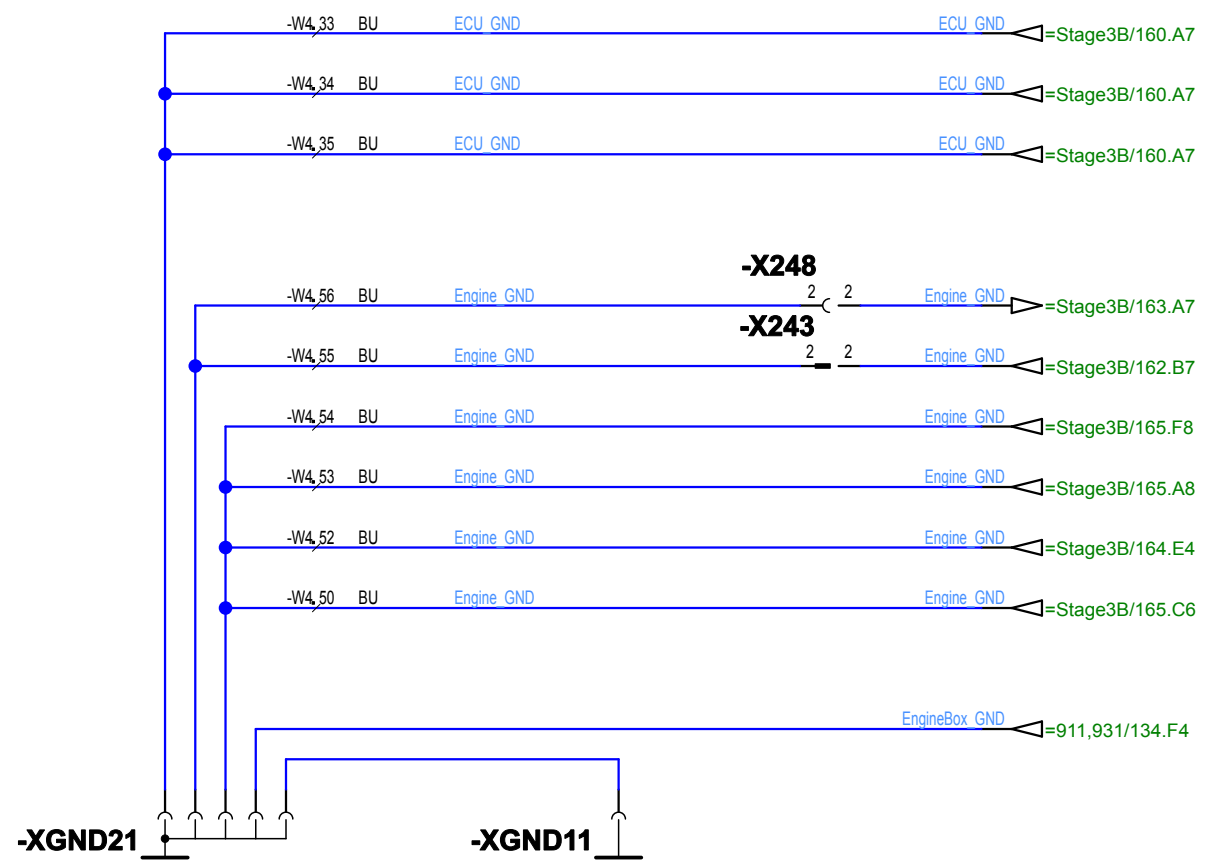 -W4.33 BU ECU_GND ECU_GND =Stage3B/160.A7
-W4.34 BU ECU_GND ECU_GND =Stage3B/160.A7
-W4.35 BU ECU_GND ECU_GND =Stage3B/160.A7
-X248
-W4.56 BU Engine_GND 2 2 Engine_GND =Stage3B/163.A7
-X243
-W4.55 BU Engine_GND 2 2 Engine_GND =Stage3B/162.B7
-W4.54 BU Engine_GND Engine_GND =Stage3B/165.F8
-W4.53 BU Engine_GND Engine_GND =Stage3B/165.A8
-W4.52 BU Engine_GND Engine_GND =Stage3B/164.E4
-W4.50 BU Engine_GND Engine_GND =Stage3B/165.C6
EngineBox_GND =911,931/134.F4
-XGND21 -XGND11